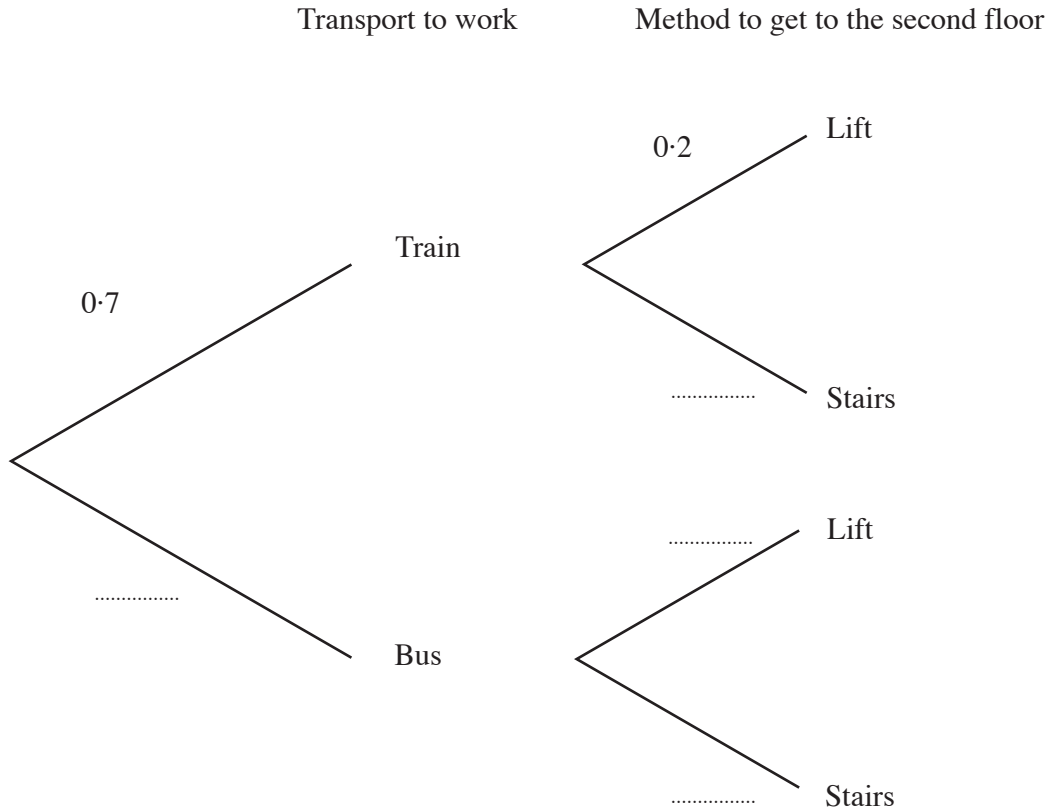 Transport to work
Method to get to the second floor
Lift
0·2
Train
0·7
................
Stairs
................
Lift
................
Bus
................
Stairs